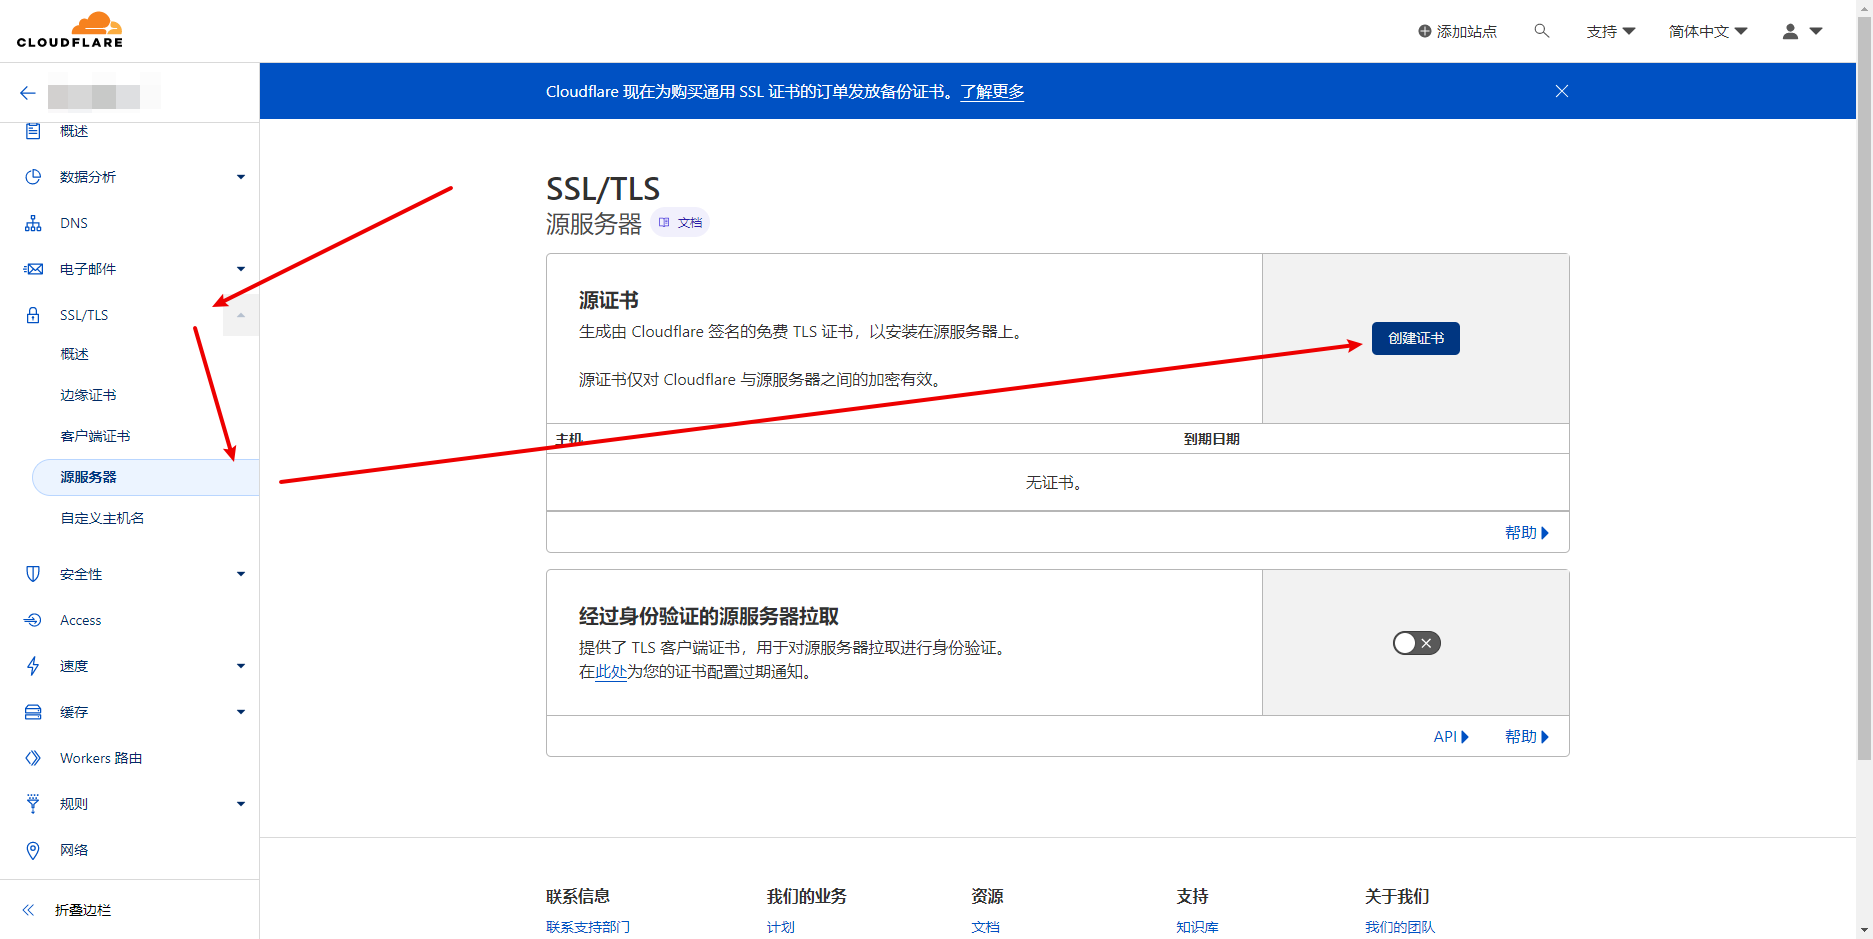 CLOUDFLARE
添加站点
支持
简体中文
概述
数据分析
DNS
电子邮件
SSL/TLS
概述
边缘证书
客户端证书
源服务器
自定义主机名
安全性
Access
速度
缓存
Workers 路由
规则
网络
折叠边栏
Cloudflare 现在为购买通用 SSL 证书的订单发放备份证书。了解更多
SSL/TLS
源服务器
文档
源证书
生成由 Cloudflare 签名的免费 TLS 证书，以安装在源服务器上。
源证书仅对 Cloudflare 与源服务器之间的加密有效。
创建证书
主机
到期日期
无证书。
帮助
经过身份验证的源服务器拉取
提供了 TLS 客户端证书，用于对源服务器拉取进行身份验证。
在此处为您的证书配置过期通知。
API
帮助
联系信息
联系支持部门
我们的业务
计划
资源
文档
支持
知识库
关于我们
我们的团队